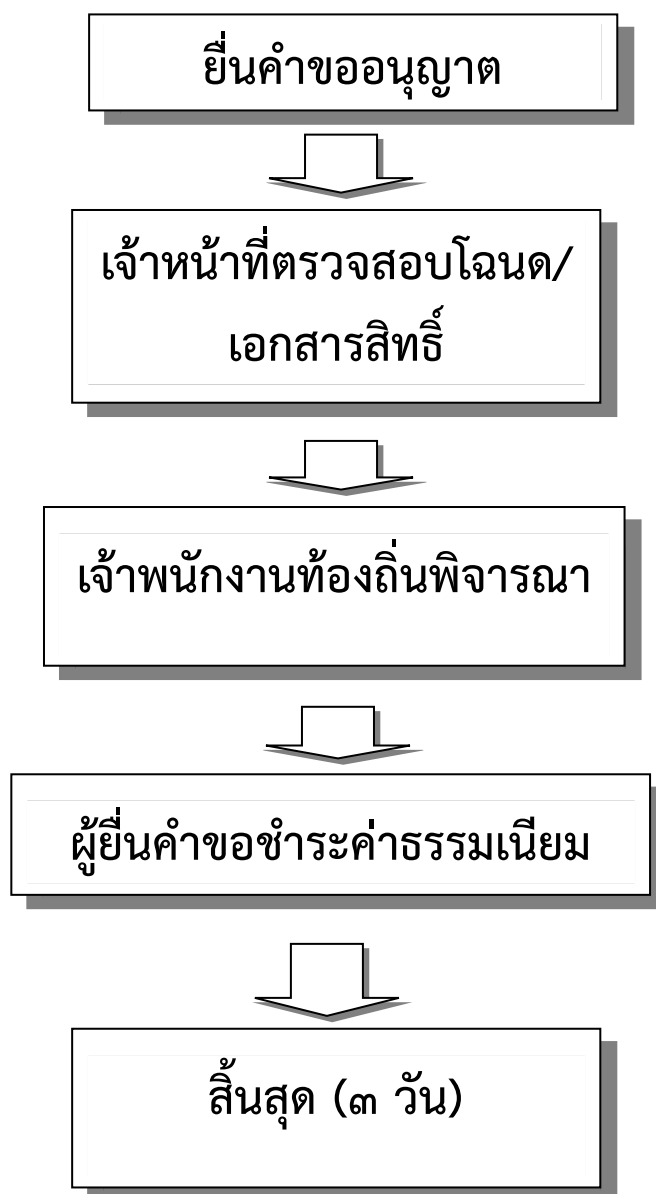 ยื่นคำขออนุญาต
เจ้าหน้าที่ตรวจสอบโฉนด/
เอกสารสิทธิ์
เจ้าพนักงานท้องถิ่นพิจารณา
ผู้ยื่นคำขอชำระค่าธรรมเนียม
สิ้นสุด (๓ วัน)